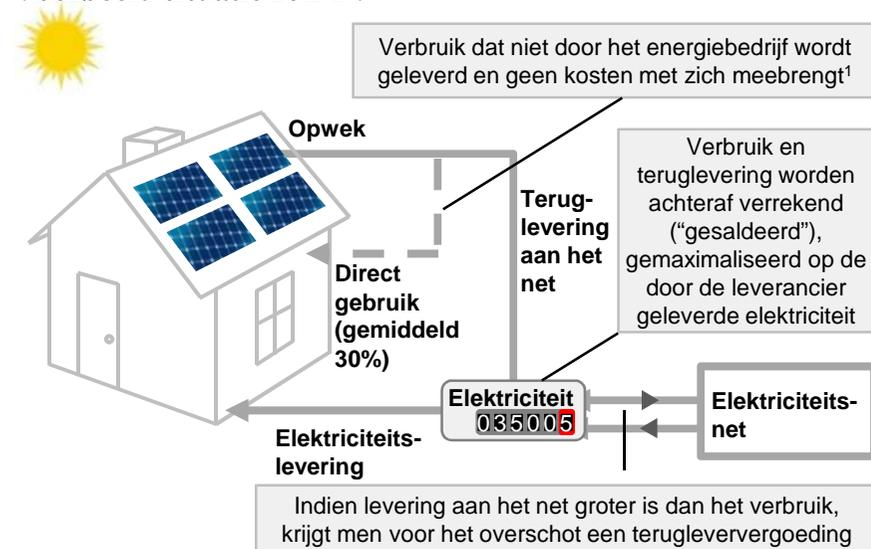 Verbruik dat niet door het energiebedrijf wordt
geleverd en geen kosten met zich meebrengt¹
Opwek
Verbruik en
teruglevering worden
achteraf verrekend
(“gesaldeerd”),
gemaximaliseerd op de
door de leverancier
geleverde elektriciteit
Terug-
levering
aan het
net
Direct
gebruik
(gemiddeld
30%)
Elektriciteit
035005
Elektriciteits-
net
Elektriciteits-
levering
Indien levering aan het net groter is dan het verbruik,
krijgt men voor het overschot een terugleververgoeding